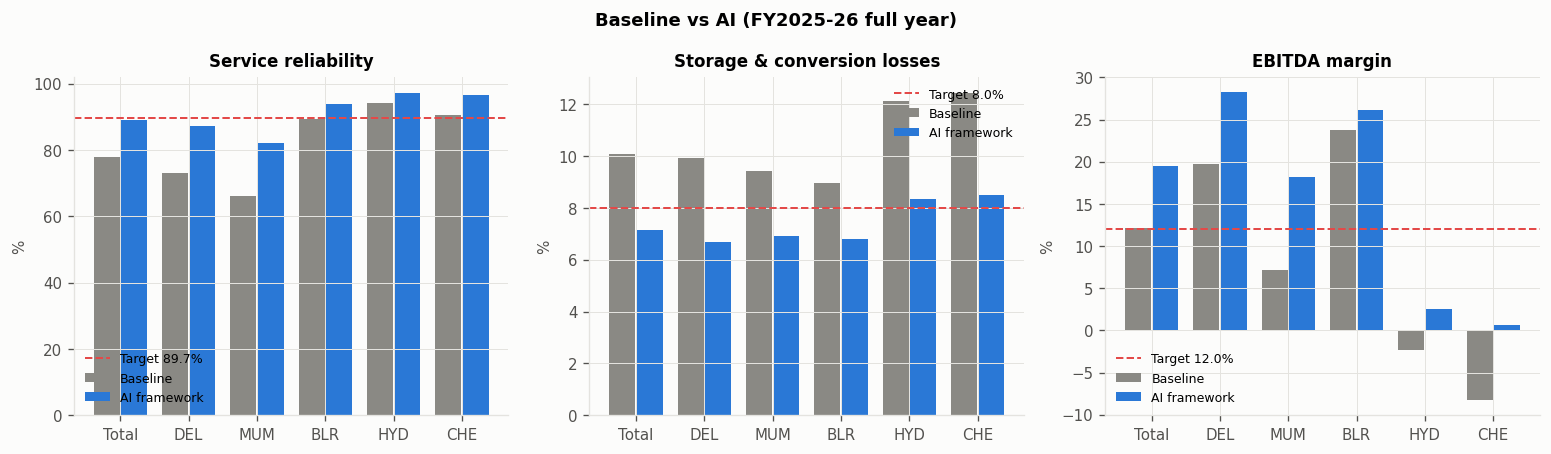 Baseline vs AI (FY2025-26 full year)
Service reliability
%
100
80
60
40
20
0
Target 89.7%
Baseline
AI framework
Total DEL MUM BLR HYD CHE
Storage & conversion losses
%
12
10
8
6
4
2
0
Target 8.0%
Baseline
AI framework
Total DEL MUM BLR HYD CHE
EBITDA margin
%
30
25
20
15
10
5
0
−5
−10
Target 12.0%
Baseline
AI framework
Total DEL MUM BLR HYD CHE